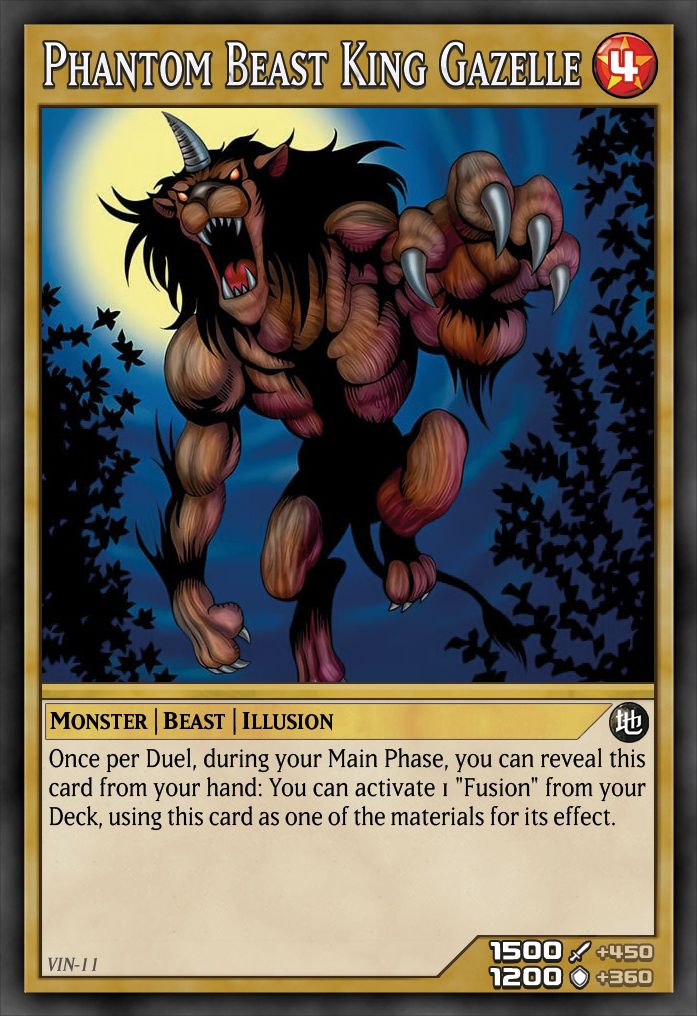 Phantom Beast King Gazelle 4
Monster | Beast | Illusion
Once per Duel, during your Main Phase, you can reveal this
card from your hand: You can activate 1 "Fusion" from your
Deck, using this card as one of the materials for its effect.
1500 +450
VIN-11
1200 +360